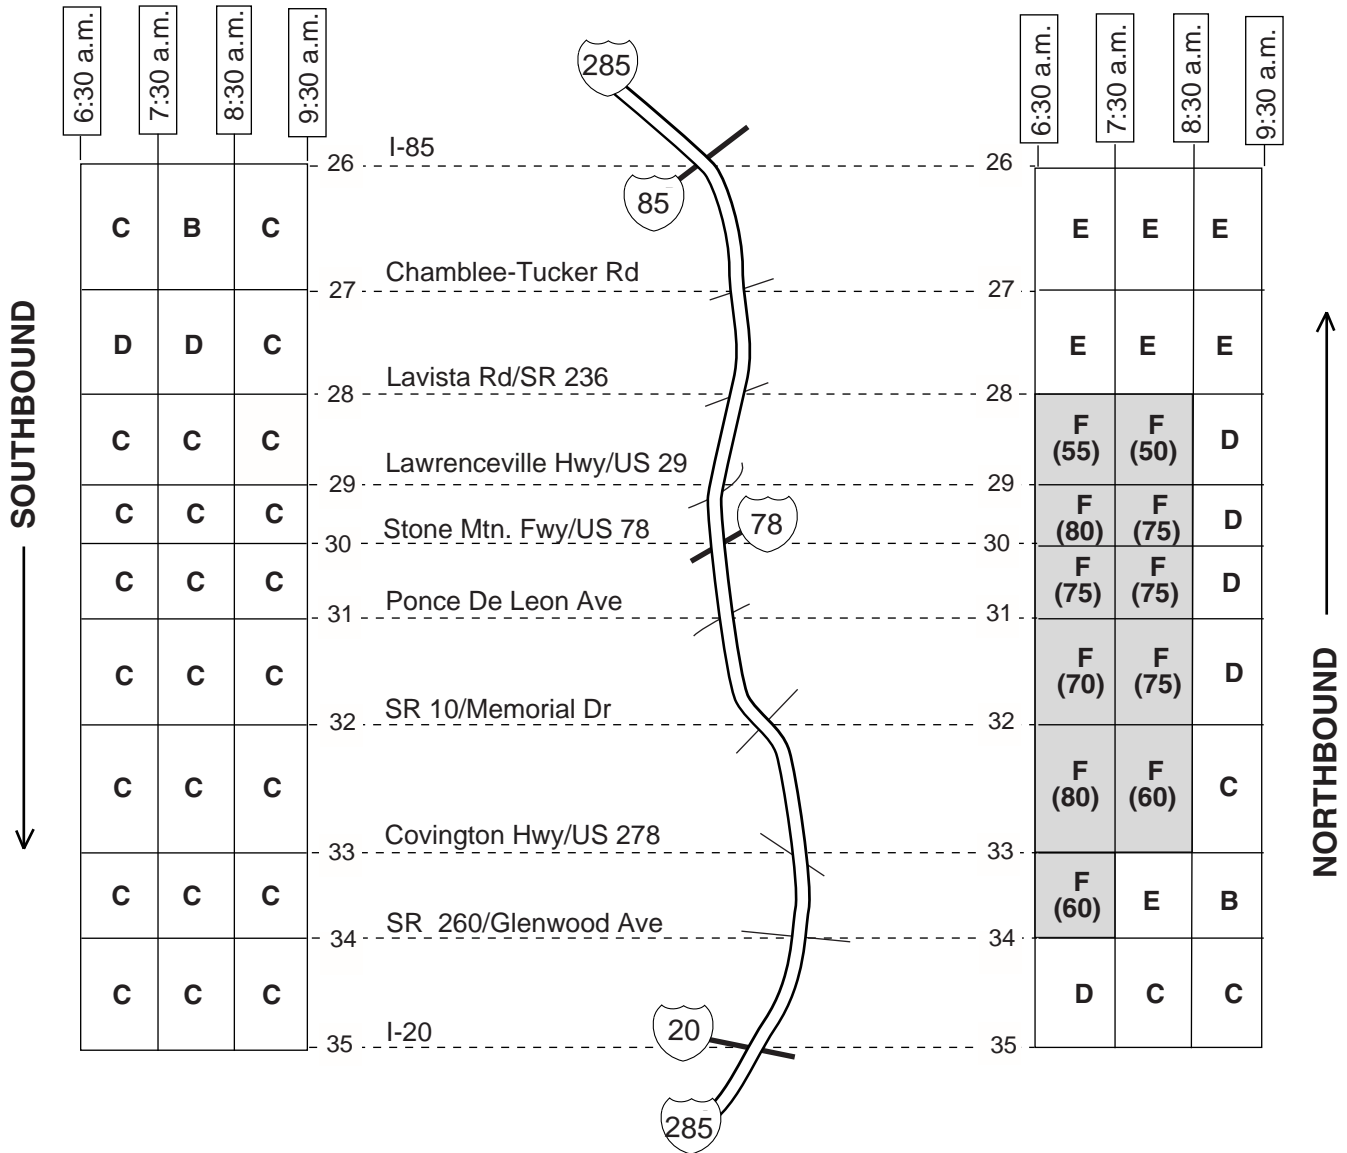 6:30 a.m.
7:30 a.m.
8:30 a.m.
9:30 a.m.
285
6:30 a.m.
7:30 a.m.
8:30 a.m.
9:30 a.m.
26
I-85
26
85
C B C
E E E
27
Chamblee-Tucker Rd
27
SOUTHBOUND
D D C
E E E
28
Lavista Rd/SR 236
28
C C C
F (55)
F (50)
D
29
Lawrenceville Hwy/US 29
29
C C C
78
F (80)
F (75)
D
30
Stone Mtn. Fwy/US 78
30
C C C
F (75)
F (75)
D
31
Ponce De Leon Ave
31
C C C
F (70)
F (75)
D
32
SR 10/Memorial Dr
32
NORTHBOUND
C C C
F (80)
F (60)
C
33
Covington Hwy/US 278
33
C C C
F (60)
E
B
34
SR 260/Glenwood Ave
34
C C C
D C C
35
I-20
20
35
285